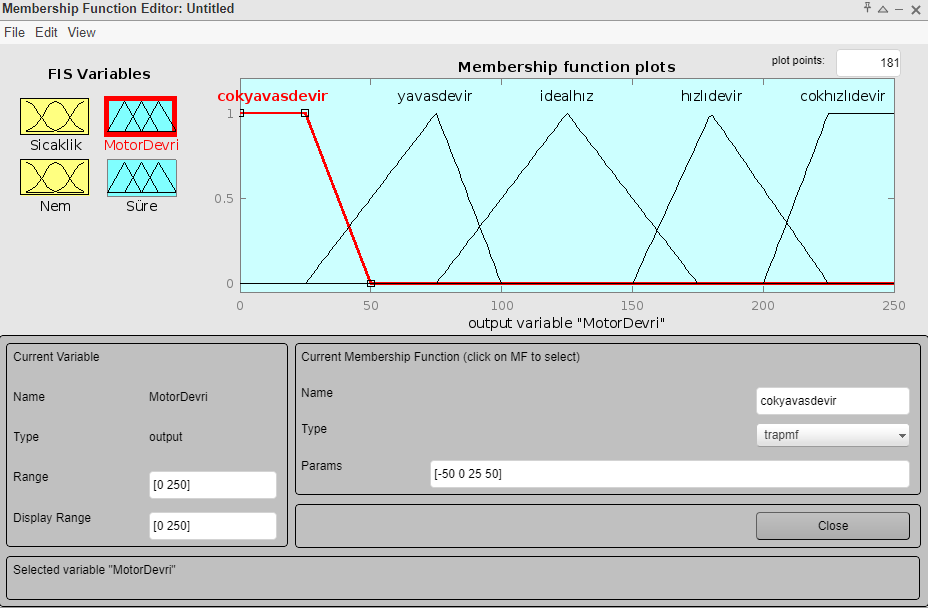 Membership Function Editor: Untitled
File Edit View
FIS Variables
Sicaklik
MotorDevri
Nem
Süre
Membership function plots
plot points:
181
cokyavasdevir
yavasdevir
idealhız
hızlıdevir
cokhızlıdevir
1
0.5
0
0 50 100 150 200 250
output variable "MotorDevri"
Current Variable
Name MotorDevri
Type output
Range [0 250]
Display Range [0 250]
Current Membership Function (click on MF to select)
Name cokyavasdevir
Type trapmf
Params [-50 0 25 50]
Close
Selected variable "MotorDevri"